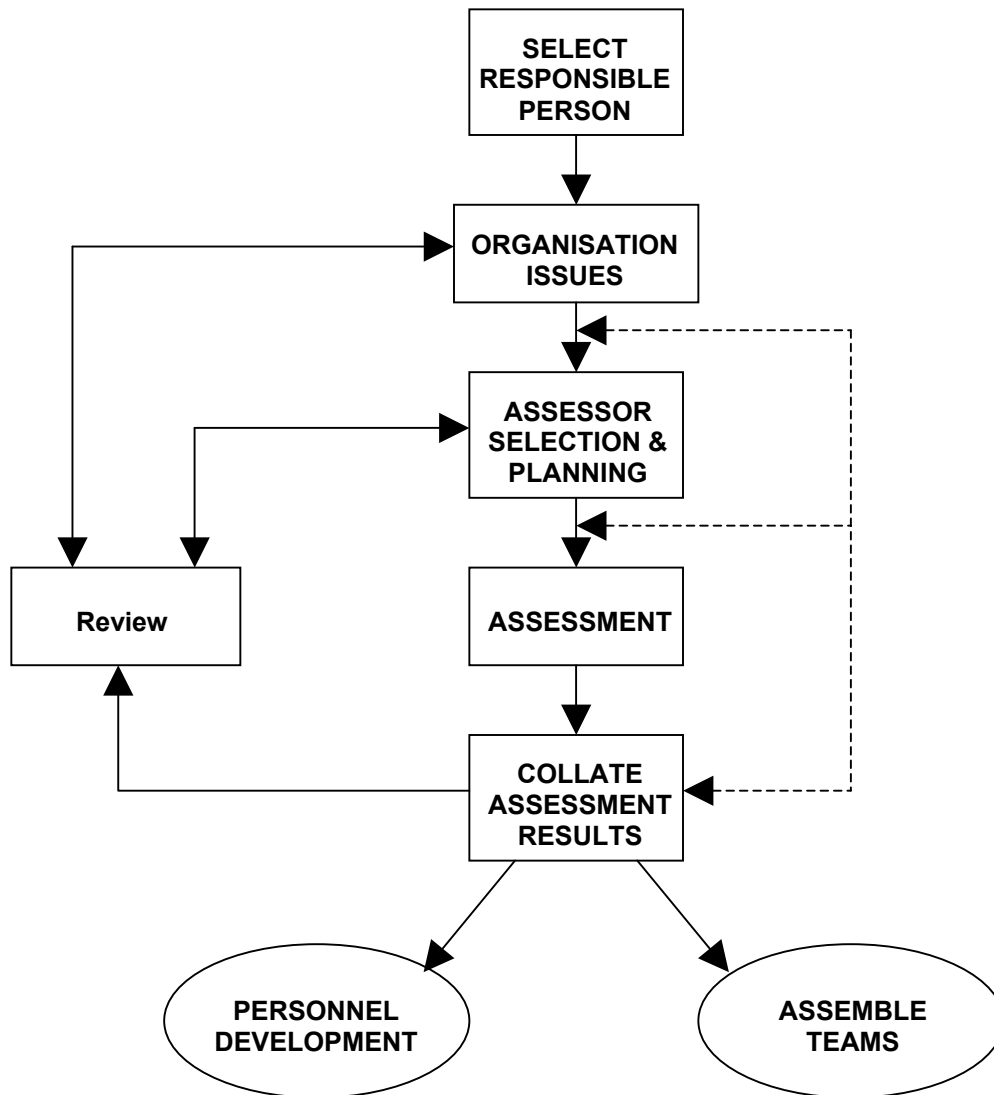 SELECT
RESPONSIBLE
PERSON
ORGANISATION
ISSUES
ASSESSOR
SELECTION &
PLANNING
Review
ASSESSMENT
COLLATE
ASSESSMENT
RESULTS
PERSONNEL
DEVELOPMENT
ASSEMBLE
TEAMS